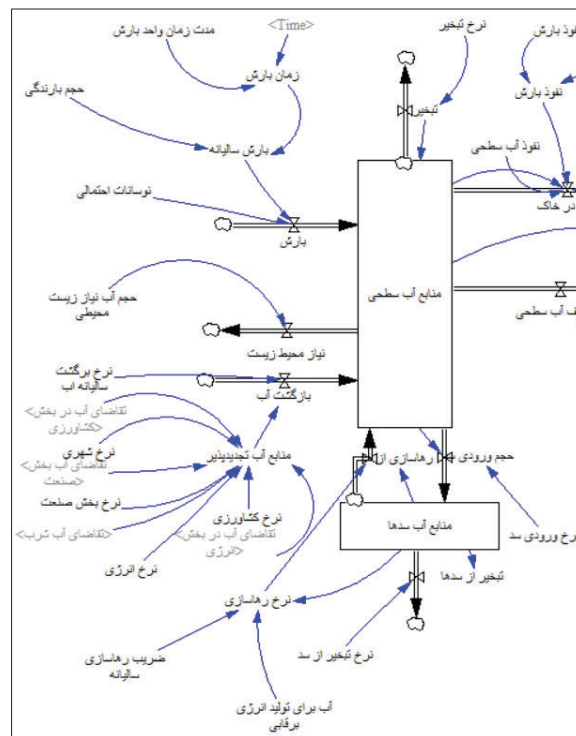 <Time>
مدت زمان واحد بارش
نرخ تبخیر
نفوذ بارش
زمان بارش
حجم بارندگی
نفوذ بارش
تبخیر
بارش سالیانه
نفوذ آب سطحی
نوسانات احتمالی
در خاک
بارش
منابع آب سطحی
حجم آب نیاز زیست
محیطی
ف آب سطحی
نیاز محیط زیست
نرخ برگشت
سالیانه اب
بازگشت آب
<تقاضای آب در بخش
کشاورزی>
نرخ شهری
منابع آب تجدیدپذیر
رهاسازی از
حجم ورودی
<تقاضای آب بخش
صنعت>
نرخ بخش صنعت
نرخ کشاورزی
منابع آب سدها
نرخ ورودی سد
<تقاضای آب شرب>
<تقاضای آب در بخش
انرژی>
نرخ انرژی
تبخیر از سدها
نرخ رهاسازی
نرخ تبخیر از سد
ضریب رهاسازی
سالیانه
آب برای تولید انرژی
برقابی